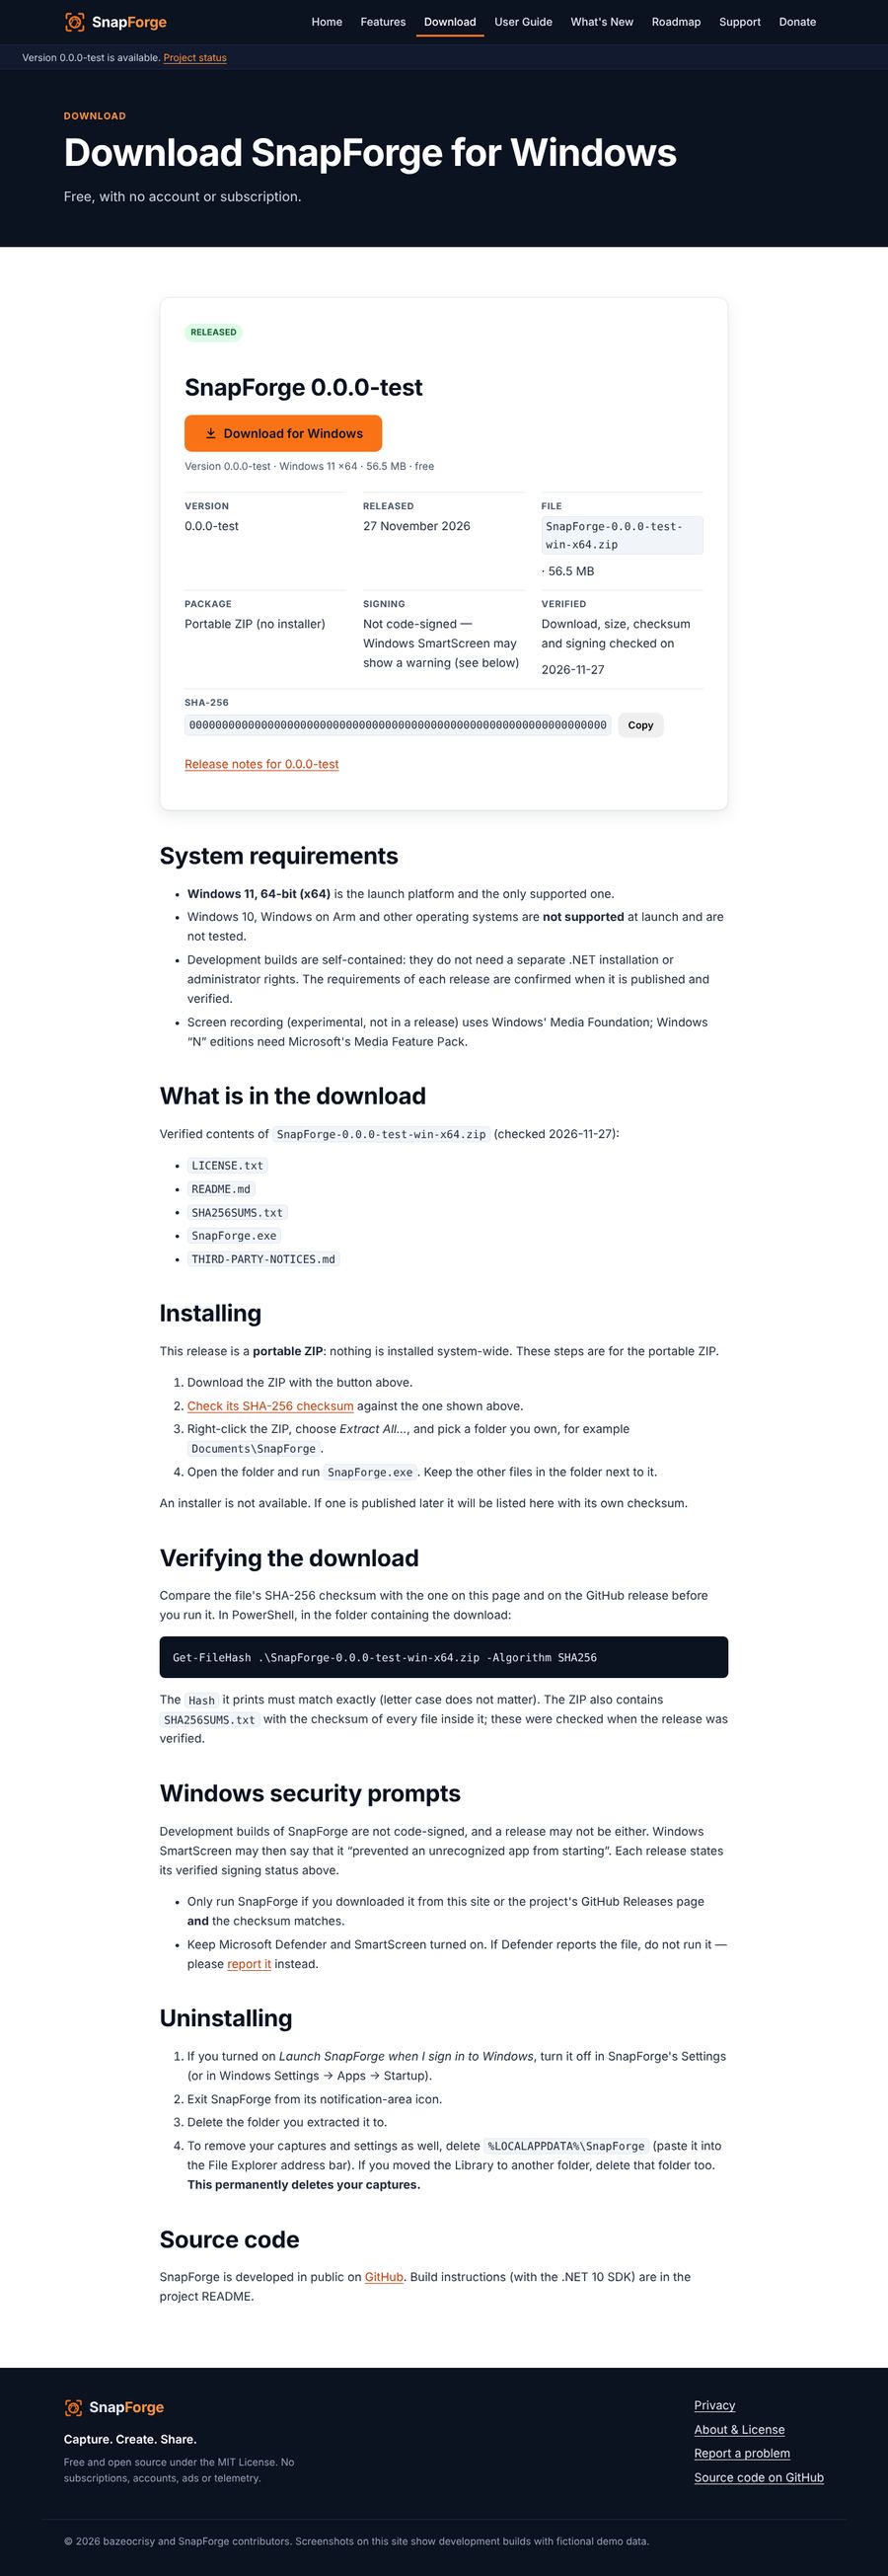 SnapForge
Home Features Download User Guide What's New Roadmap Support Donate
Version 0.0.0-test is available. Project status
DOWNLOAD
Download SnapForge for Windows
Free, with no account or subscription.
RELEASED
SnapForge 0.0.0-test
Download for Windows
Version 0.0.0-test · Windows 11 x64 · 56.5 MB · free
VERSION
0.0.0-test
RELEASED
27 November 2026
FILE
SnapForge-0.0.0-test-
win-x64.zip
· 56.5 MB
PACKAGE
Portable ZIP (no installer)
SIGNING
Not code-signed —
Windows SmartScreen may
show a warning (see below)
VERIFIED
Download, size, checksum
and signing checked on
2026-11-27
SHA-256
0000000000000000000000000000000000000000000000000000000000000000 Copy
Release notes for 0.0.0-test
System requirements
• Windows 11, 64-bit (x64) is the launch platform and the only supported one.
• Windows 10, Windows on Arm and other operating systems are not supported at launch and are
not tested.
• Development builds are self-contained: they do not need a separate .NET installation or
administrator rights. The requirements of each release are confirmed when it is published and
verified.
• Screen recording (experimental, not in a release) uses Windows' Media Foundation; Windows
“N” editions need Microsoft's Media Feature Pack.
What is in the download
Verified contents of SnapForge-0.0.0-test-win-x64.zip (checked 2026-11-27):
• LICENSE.txt
• README.md
• SHA256SUMS.txt
• SnapForge.exe
• THIRD-PARTY-NOTICES.md
Installing
This release is a portable ZIP: nothing is installed system-wide. These steps are for the portable ZIP.
1. Download the ZIP with the button above.
2. Check its SHA-256 checksum against the one shown above.
3. Right-click the ZIP, choose Extract All…, and pick a folder you own, for example
Documents\SnapForge.
4. Open the folder and run SnapForge.exe. Keep the other files in the folder next to it.
An installer is not available. If one is published later it will be listed here with its own checksum.
Verifying the download
Compare the file's SHA-256 checksum with the one on this page and on the GitHub release before
you run it. In PowerShell, in the folder containing the download:
Get-FileHash .\SnapForge-0.0.0-test-win-x64.zip -Algorithm SHA256
The Hash it prints must match exactly (letter case does not matter). The ZIP also contains
SHA256SUMS.txt with the checksum of every file inside it; these were checked when the release was
verified.
Windows security prompts
Development builds of SnapForge are not code-signed, and a release may not be either. Windows
SmartScreen may then say that it “prevented an unrecognized app from starting”. Each release states
its verified signing status above.
• Only run SnapForge if you downloaded it from this site or the project's GitHub Releases page
and the checksum matches.
• Keep Microsoft Defender and SmartScreen turned on. If Defender reports the file, do not run it —
please report it instead.
Uninstalling
1. If you turned on Launch SnapForge when I sign in to Windows, turn it off in SnapForge's Settings
(or in Windows Settings → Apps → Startup).
2. Exit SnapForge from its notification-area icon.
3. Delete the folder you extracted it to.
4. To remove your captures and settings as well, delete %LOCALAPPDATA%\SnapForge (paste it into
the File Explorer address bar). If you moved the Library to another folder, delete that folder too.
This permanently deletes your captures.
Source code
SnapForge is developed in public on GitHub. Build instructions (with the .NET 10 SDK) are in the
project README.
SnapForge
Capture. Create. Share.
Free and open source under the MIT License. No
subscriptions, accounts, ads or telemetry.
Privacy
About & License
Report a problem
Source code on GitHub
© 2026 bazeocrisy and SnapForge contributors. Screenshots on this site show development builds with fictional demo data.